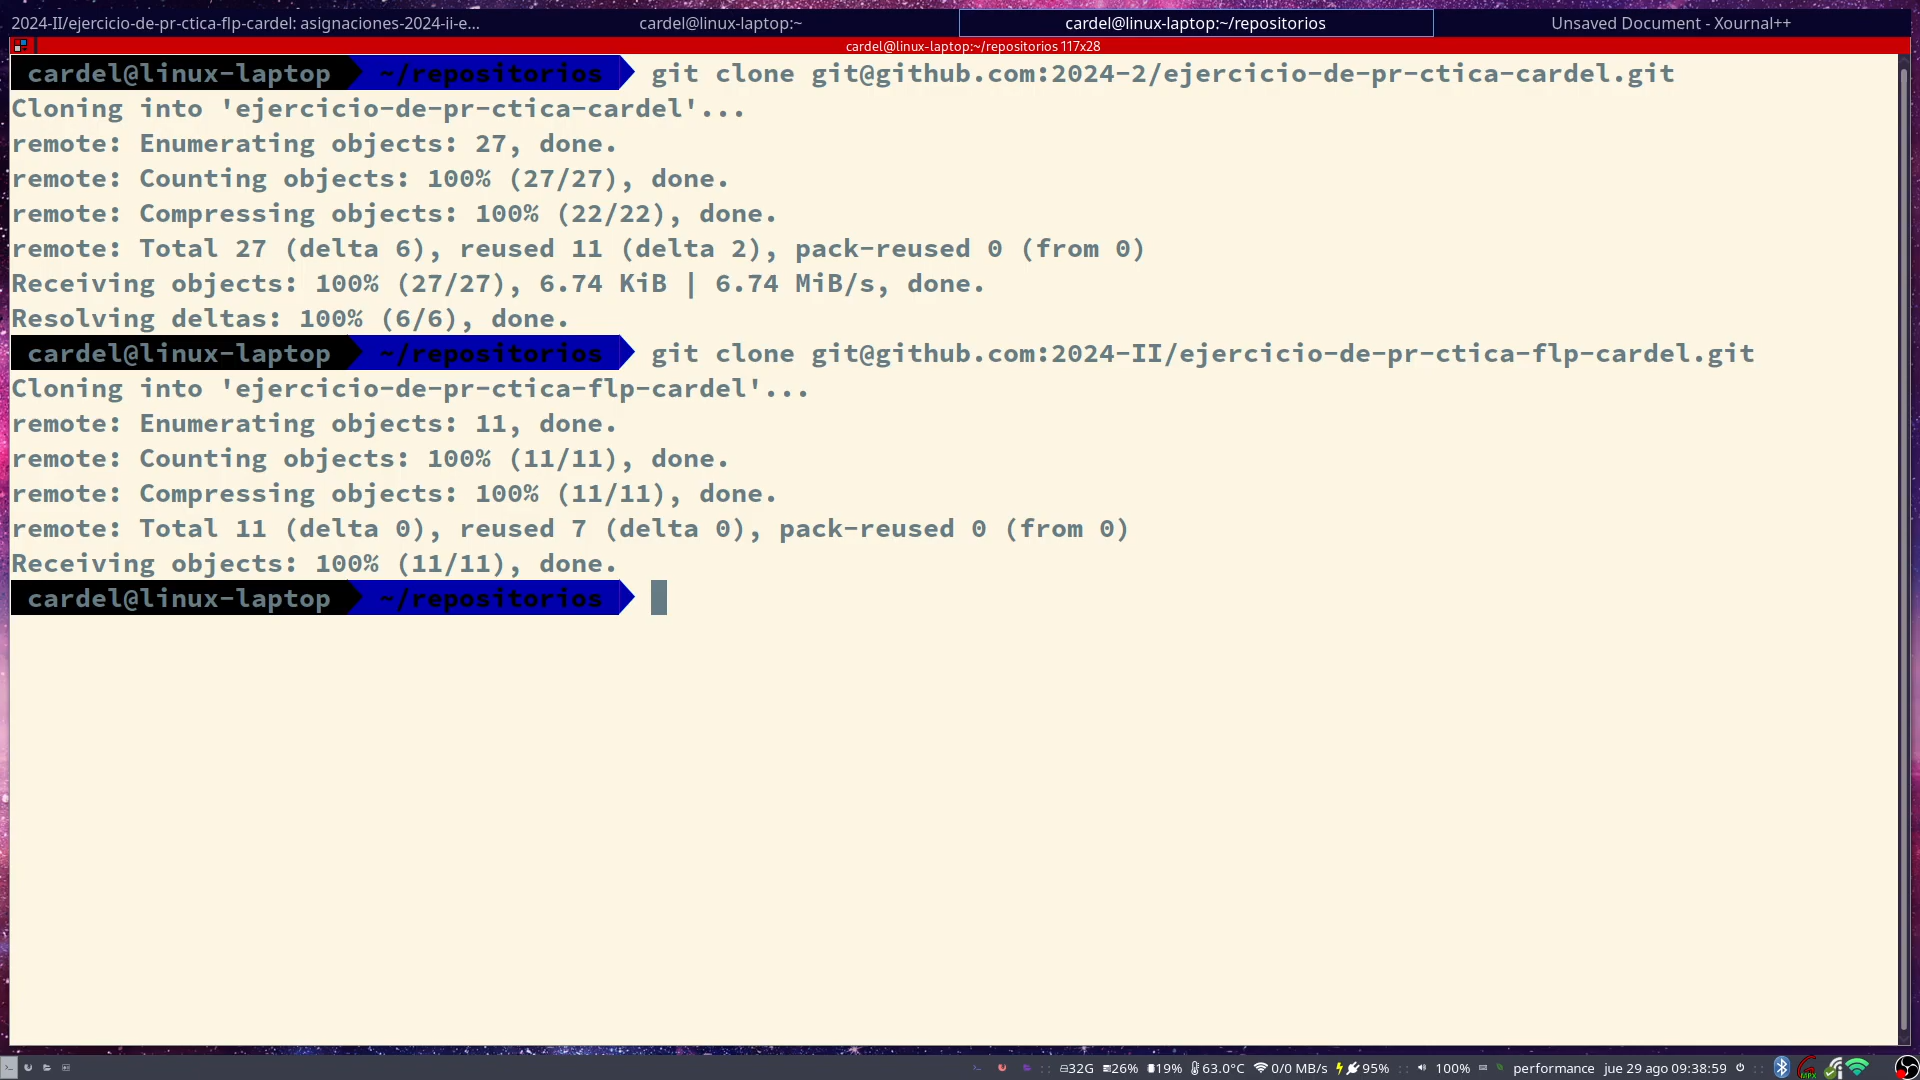 2024-II/ejercicio-de-pr-ctica-flp-cardel: asignaciones-2024-ii-e...
cardel@linux-laptop:~
cardel@linux-laptop:~/repositorios
Unsaved Document - Xournal++
cardel@linux-laptop:~/repositorios 117x28
cardel@linux-laptop ~/repositorios git clone git@github.com:2024-2/ejercicio-de-pr-ctica-cardel.git
Cloning into 'ejercicio-de-pr-ctica-cardel'...
remote: Enumerating objects: 27, done.
remote: Counting objects: 100% (27/27), done.
remote: Compressing objects: 100% (22/22), done.
remote: Total 27 (delta 6), reused 11 (delta 2), pack-reused 0 (from 0)
Receiving objects: 100% (27/27), 6.74 KiB | 6.74 MiB/s, done.
Resolving deltas: 100% (6/6), done.
cardel@linux-laptop ~/repositorios git clone git@github.com:2024-II/ejercicio-de-pr-ctica-flp-cardel.git
Cloning into 'ejercicio-de-pr-ctica-flp-cardel'...
remote: Enumerating objects: 11, done.
remote: Counting objects: 100% (11/11), done.
remote: Compressing objects: 100% (11/11), done.
remote: Total 11 (delta 0), reused 7 (delta 0), pack-reused 0 (from 0)
Receiving objects: 100% (11/11), done.
cardel@linux-laptop ~/repositorios
32G 26% 19% 63.0°C 0/0 MB/s 95% 100% performance jue 29 ago 09:38:59